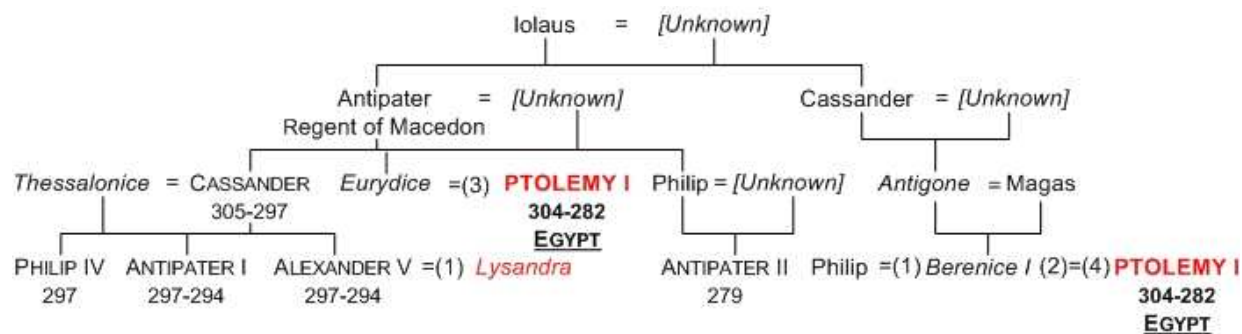 Iolaus = [Unknown]
Antipater = [Unknown] Cassander = [Unknown]
Regent of Macedon
Thessalonice = CASSANDER Eurydice =(3) PTOLEMY I Philip = [Unknown] Antigone = Magas
305-297 304-282
EGYPT
PHILIP IV ANTIPATER I ALEXANDER V =(1) Lysandra ANTIPATER II Philip =(1) Berenice I (2)=(4) PTOLEMY I
297 297-294 297-294 279 304-282
EGYPT